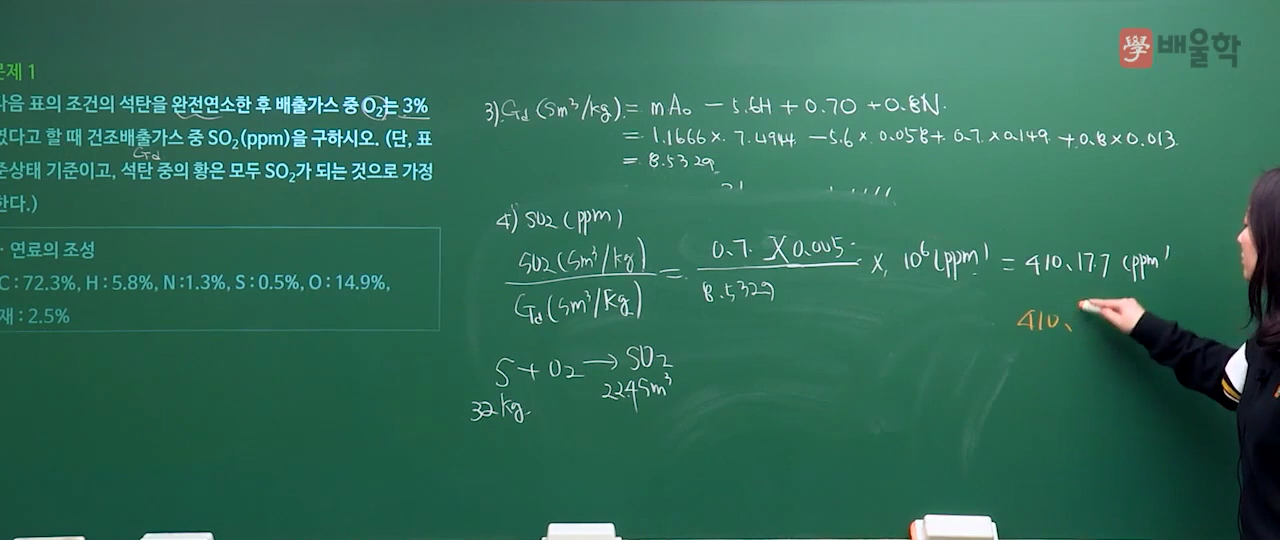 學 배울학
문제 1
다음 표의 조건의 석탄을 완전연소한 후 배출가스 중 O₂는 3%
였다고 할 때 건조배출가스 중 SO₂(ppm)을 구하시오. (단, 표
Gd
준상태 기준이고, 석탄 중의 황은 모두 SO₂가 되는 것으로 가정
한다.)
· 연료의 조성
C : 72.3%, H : 5.8%, N :1.3%, S : 0.5%, O : 14.9%,
재 : 2.5%
3) Gd (Sm³/kg) = mA₀ - 5.6H + 0.7O + 0.8N.
= 1.1666 × 7.4944 - 5.6 × 0.058 + 0.7 × 0.149 + 0.8 × 0.013
= 8.5329
4) SO₂ (ppm)
SO₂ (Sm³/kg) / Gd (Sm³/kg) = 0.7 × 0.005 / 8.5329 × 10⁶ (ppm) = 410.177 (ppm)
410.
S + O₂ → SO₂
32kg 22.4Sm³